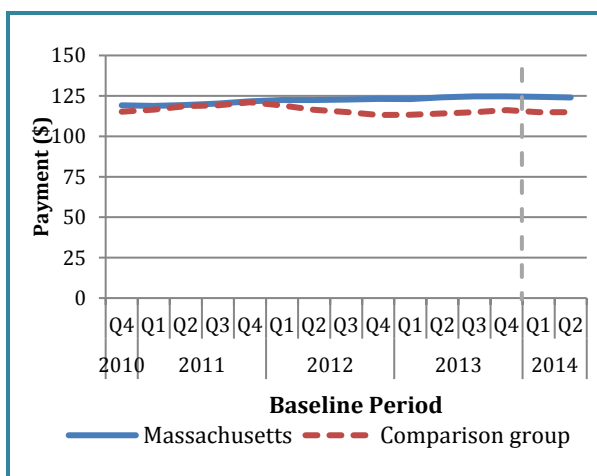 150
125
100
75
50
25
0
Payment ($)
Q4 Q1 Q2 Q3 Q4 Q1 Q2 Q3 Q4 Q1 Q2 Q3 Q4 Q1 Q2
2010 2011 2012 2013 2014
Baseline Period
Massachusetts Comparison group